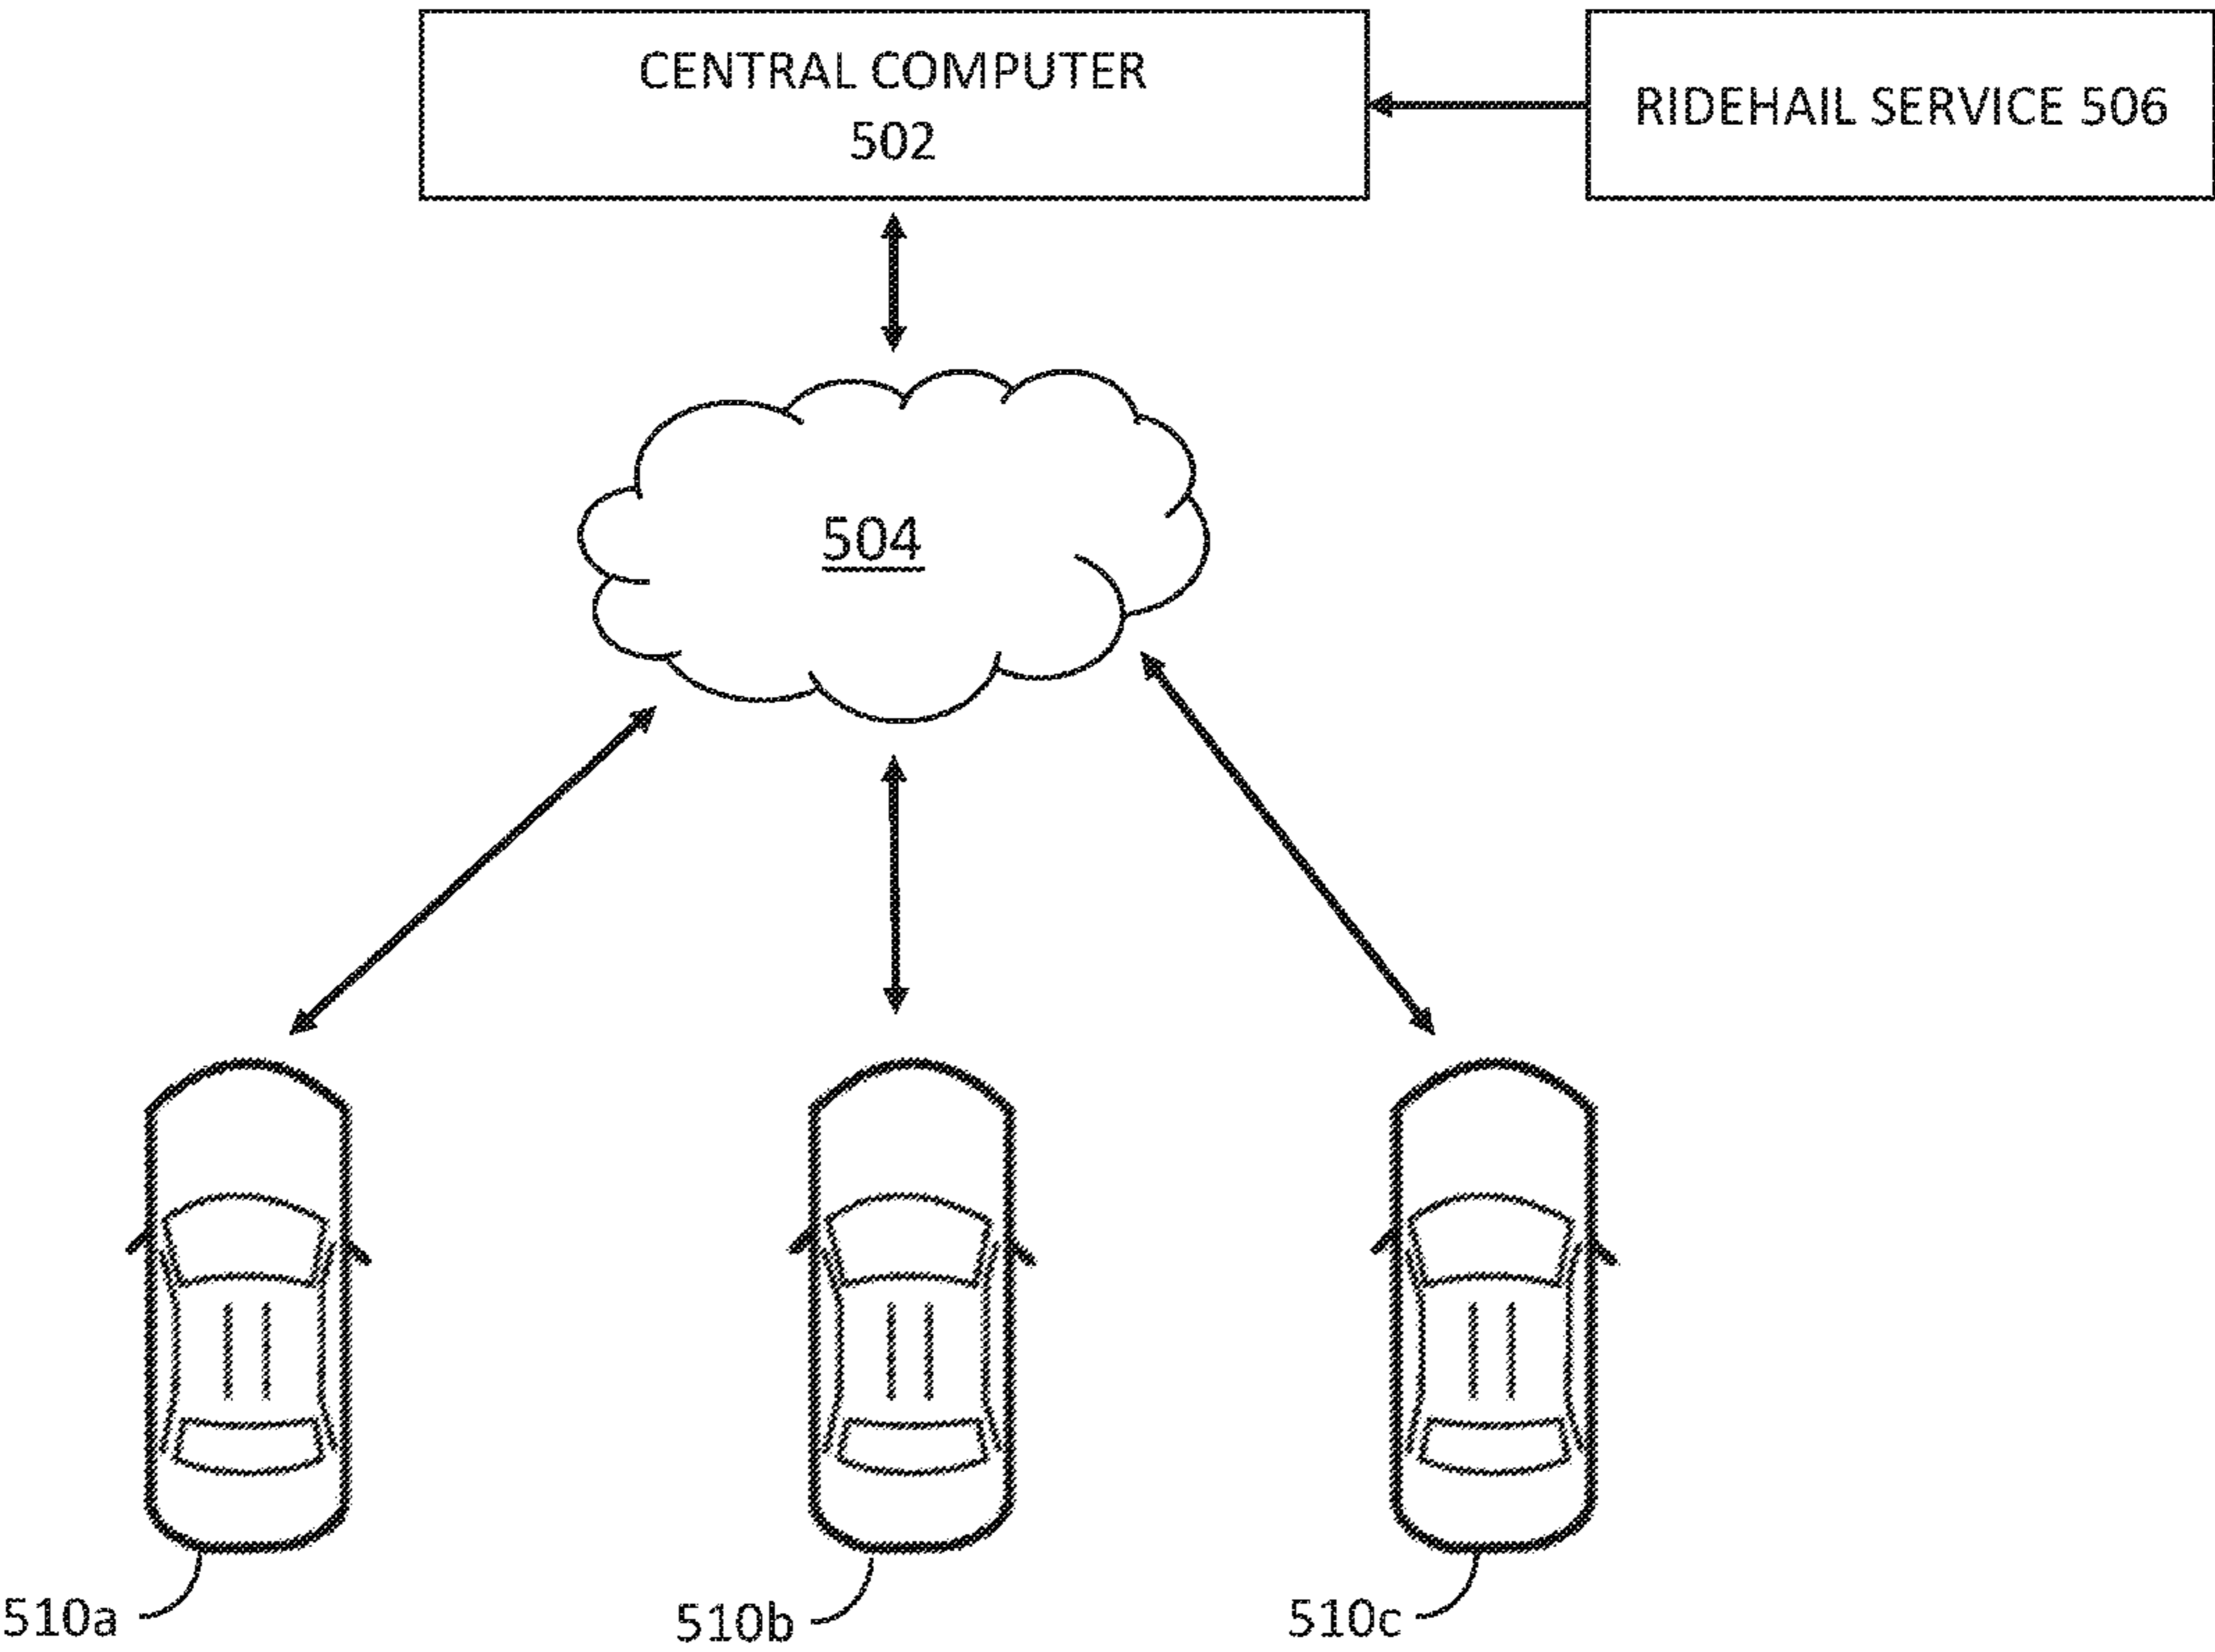 CENTRAL COMPUTER
502
RIDEHAIL SERVICE 506
504
510a
510b
510c